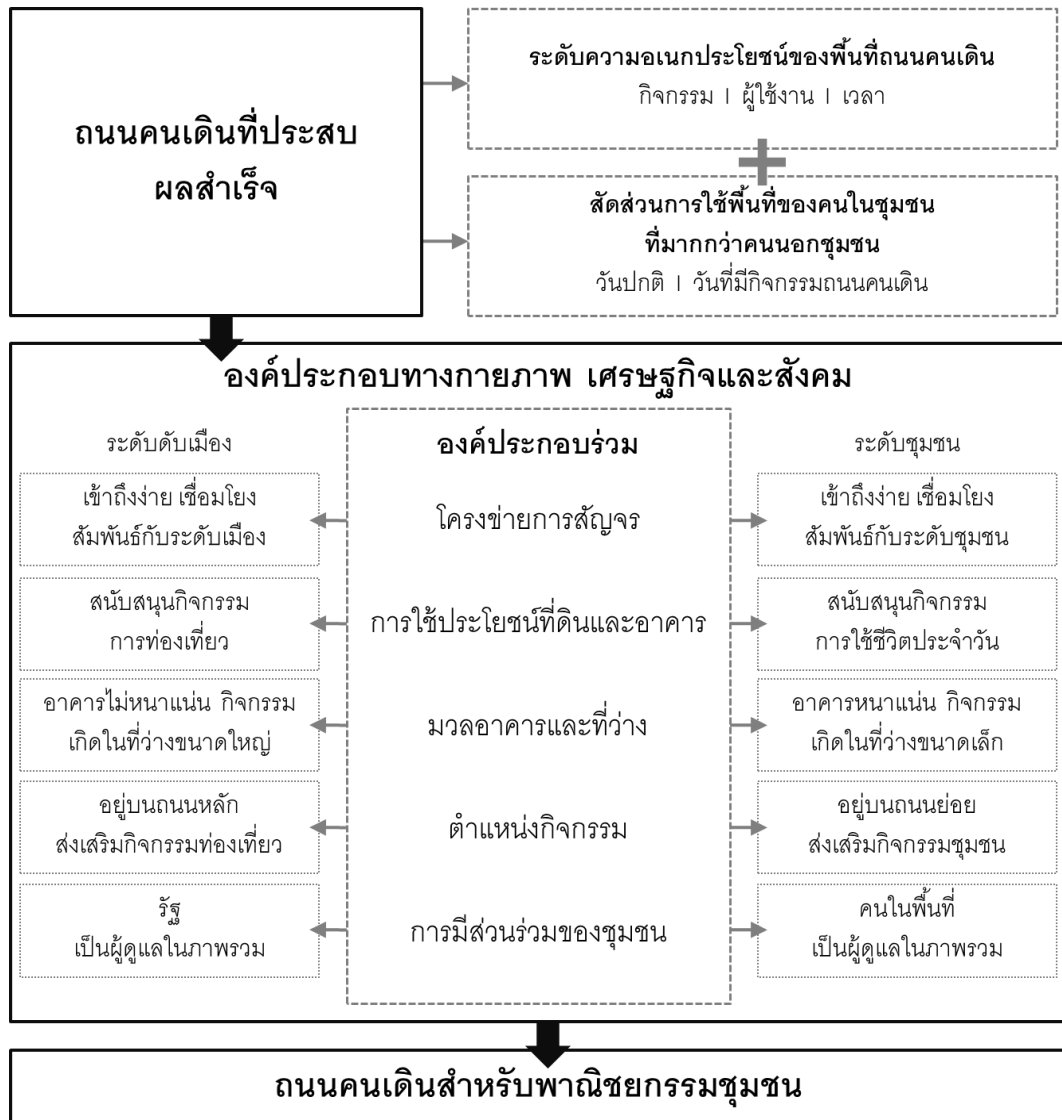 ถนนคนเดินที่ประสบ
ผลสำเร็จ
ระดับความอเนกประโยชน์ของพื้นที่ถนนคนเดิน
กิจกรรม I ผู้ใช้งาน I เวลา
สัดส่วนการใช้พื้นที่ของคนในชุมชน
ที่มากกว่าคนนอกชุมชน
วันปกติ I วันที่มีกิจกรรมถนนคนเดิน
องค์ประกอบทางกายภาพ เศรษฐกิจและสังคม
ระดับดับเมือง
องค์ประกอบร่วม
ระดับชุมชน
เข้าถึงง่าย เชื่อมโยง
สัมพันธ์กับระดับเมือง
โครงข่ายการสัญจร
เข้าถึงง่าย เชื่อมโยง
สัมพันธ์กับระดับชุมชน
สนับสนุนกิจกรรม
การท่องเที่ยว
การใช้ประโยชน์ที่ดินและอาคาร
สนับสนุนกิจกรรม
การใช้ชีวิตประจำวัน
อาคารไม่หนาแน่น กิจกรรม
เกิดในที่ว่างขนาดใหญ่
มวลอาคารและที่ว่าง
อาคารหนาแน่น กิจกรรม
เกิดในที่ว่างขนาดเล็ก
อยู่บนถนนหลัก
ส่งเสริมกิจกรรมท่องเที่ยว
ตำแหน่งกิจกรรม
อยู่บนถนนย่อย
ส่งเสริมกิจกรรมชุมชน
รัฐ
เป็นผู้ดูแลในภาพรวม
การมีส่วนร่วมของชุมชน
คนในพื้นที่
เป็นผู้ดูแลในภาพรวม
ถนนคนเดินสำหรับพาณิชยกรรมชุมชน